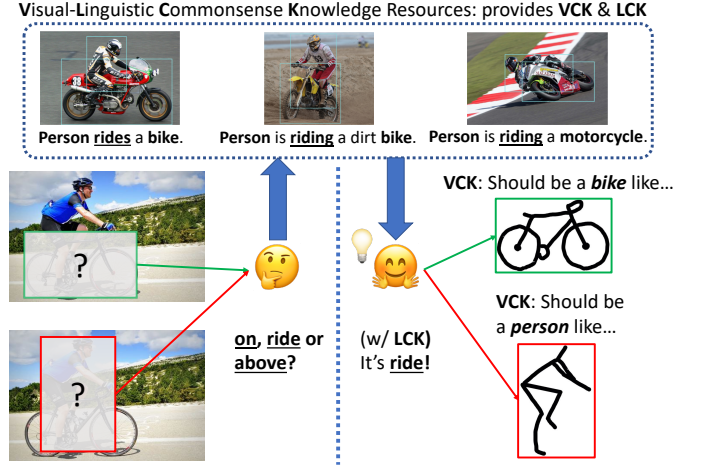 Visual-Linguistic Commonsense Knowledge Resources: provides VCK & LCK
38
Person rides a bike.
Person is riding a dirt bike.
Person is riding a motorcycle.
VCK: Should be a bike like…
?
VCK: Should be
a person like…
on, ride or
above?
(w/ LCK)
It's ride!
?